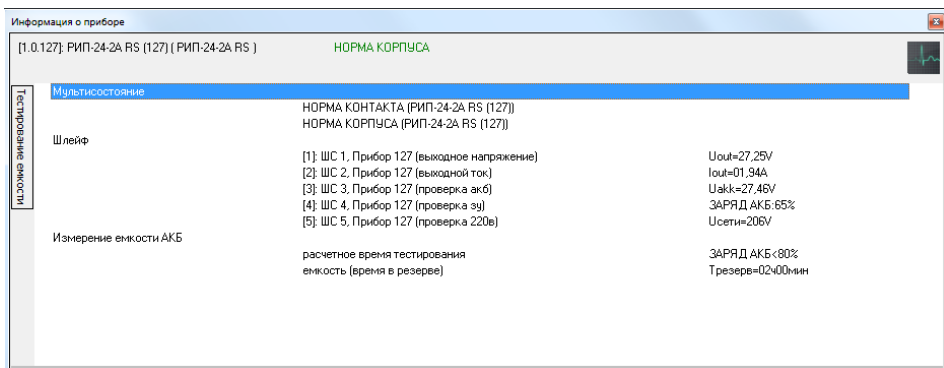 Информация о приборе
[1.0.127]: РИП-24-2А RS (127) ( РИП-24-2А RS ) НОРМА КОРПУСА
Тестирование емкости
Мультисостояние
НОРМА КОНТАКТА (РИП-24-2А RS (127))
НОРМА КОРПУСА (РИП-24-2А RS (127))
Шлейф
[1]: ШС 1, Прибор 127 (выходное напряжение) Uout=27,25V
[2]: ШС 2, Прибор 127 (выходной ток) Iout=01,94A
[3]: ШС 3, Прибор 127 (проверка акб) Uakk=27,46V
[4]: ШС 4, Прибор 127 (проверка зу) ЗАРЯД АКБ:65%
[5]: ШС 5, Прибор 127 (проверка 220в) Uсети=206V
Измерение емкости АКБ
расчетное время тестирования ЗАРЯД АКБ<80%
емкость (время в резерве) Tрезерв=02ч00мин